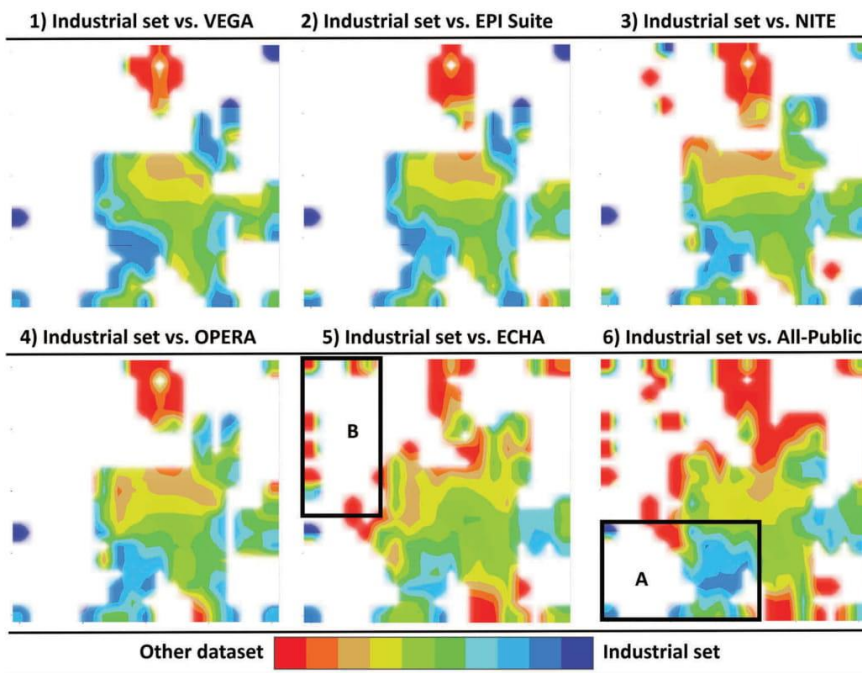 1) Industrial set vs. VEGA
2) Industrial set vs. EPI Suite
3) Industrial set vs. NITE
4) Industrial set vs. OPERA
5) Industrial set vs. ECHA
6) Industrial set vs. All-Public
B
A
Other dataset
Industrial set